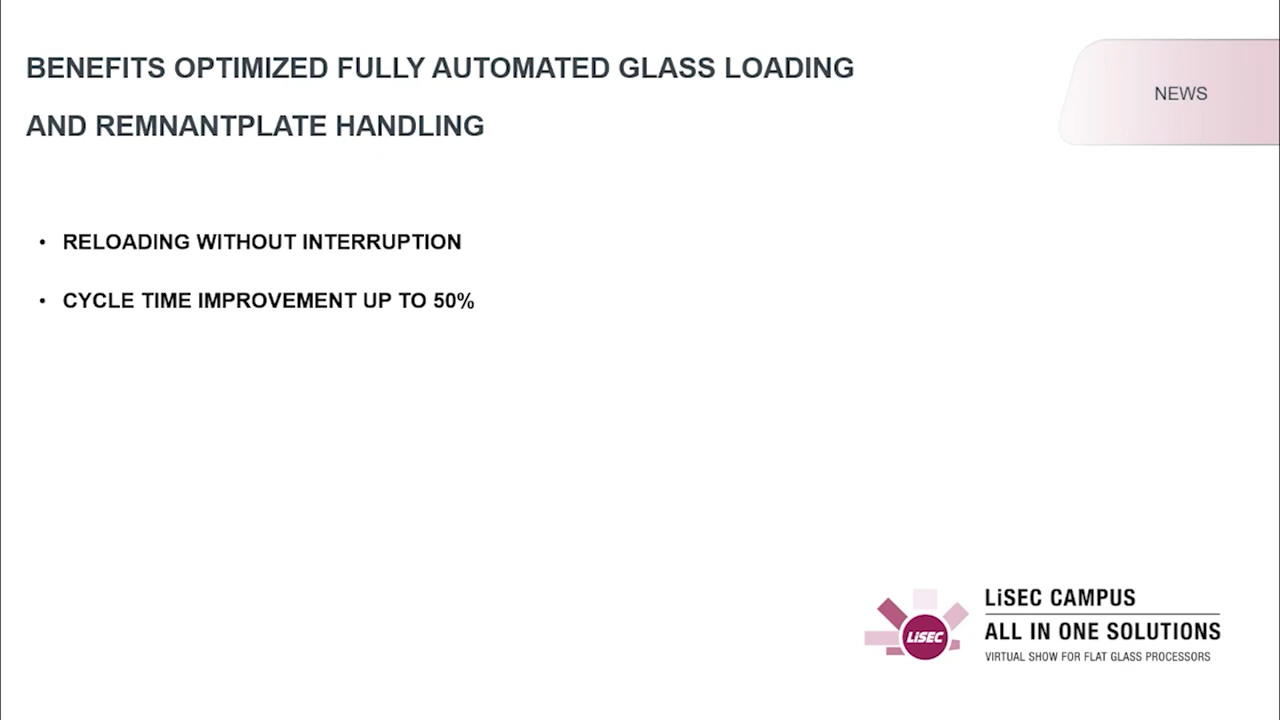 BENEFITS OPTIMIZED FULLY AUTOMATED GLASS LOADING
AND REMNANTPLATE HANDLING
NEWS
• RELOADING WITHOUT INTERRUPTION
• CYCLE TIME IMPROVEMENT UP TO 50%
LiSEC
LiSEC CAMPUS
ALL IN ONE SOLUTIONS
VIRTUAL SHOW FOR FLAT GLASS PROCESSORS